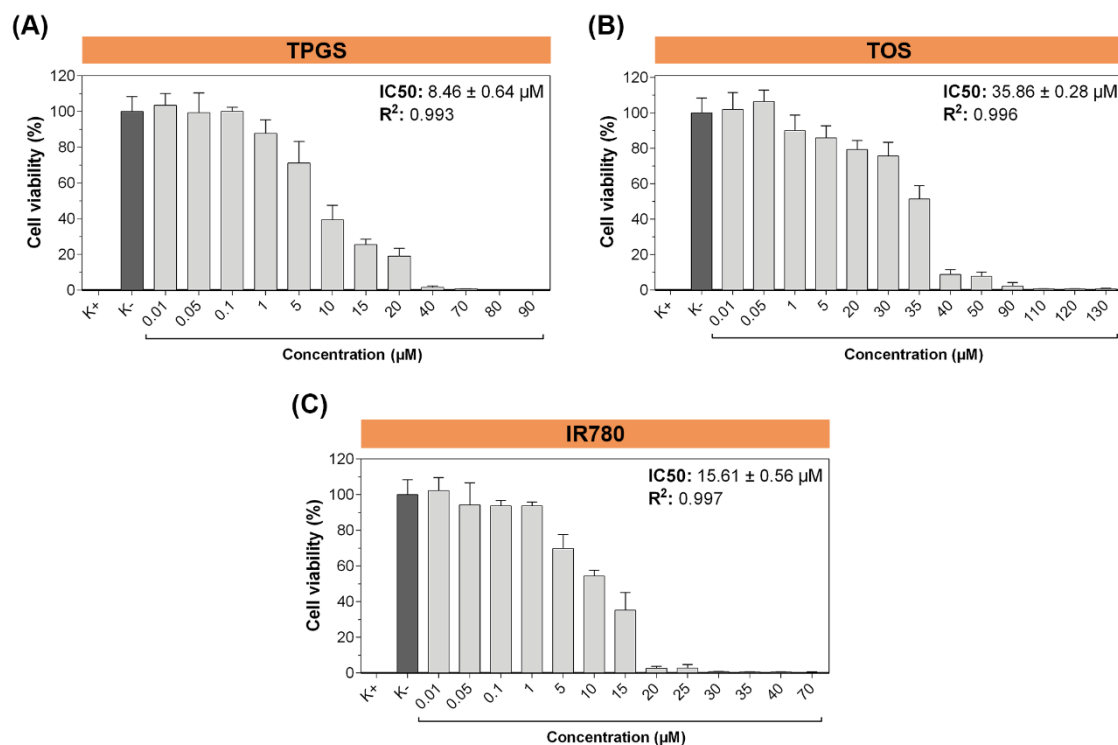 (A)
TPGS
IC50: 8.46 ± 0.64 µM
R²: 0.993
Cell viability (%)
120
100
80
60
40
20
0
K+ K- 0.01 0.05 0.1 1 5 10 15 20 40 70 80 90
Concentration (µM)
(B)
TOS
IC50: 35.86 ± 0.28 µM
R²: 0.996
Cell viability (%)
120
100
80
60
40
20
0
K+ K- 0.01 0.05 1 5 20 30 35 40 50 90 110 120 130
Concentration (µM)
(C)
IR780
IC50: 15.61 ± 0.56 µM
R²: 0.997
Cell viability (%)
120
100
80
60
40
20
0
K+ K- 0.01 0.05 0.1 1 5 10 15 20 25 30 35 40 70
Concentration (µM)